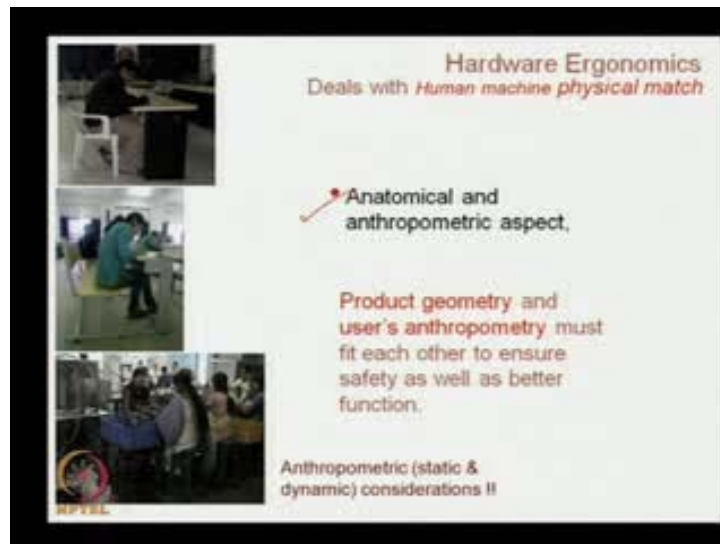 Hardware Ergonomics
Deals with Human machine physical match
Anatomical and
anthropometric aspect,
Product geometry and
user's anthropometry must
fit each other to ensure
safety as well as better
function.
Anthropometric (static &
dynamic) considerations !!
NPTEL